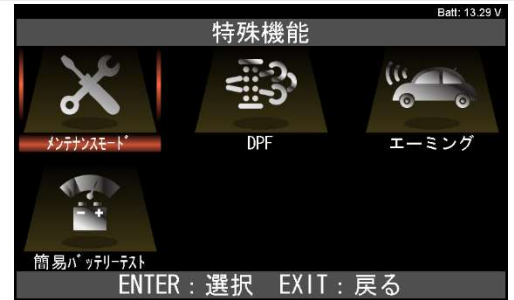 Batt: 13.29 V
特殊機能
ﾒﾝﾃﾅﾝｽﾓｰﾄﾞ
DPF
エーミング
簡易ﾊﾞｯﾃﾘｰﾃｽﾄ
ENTER：選択 EXIT：戻る